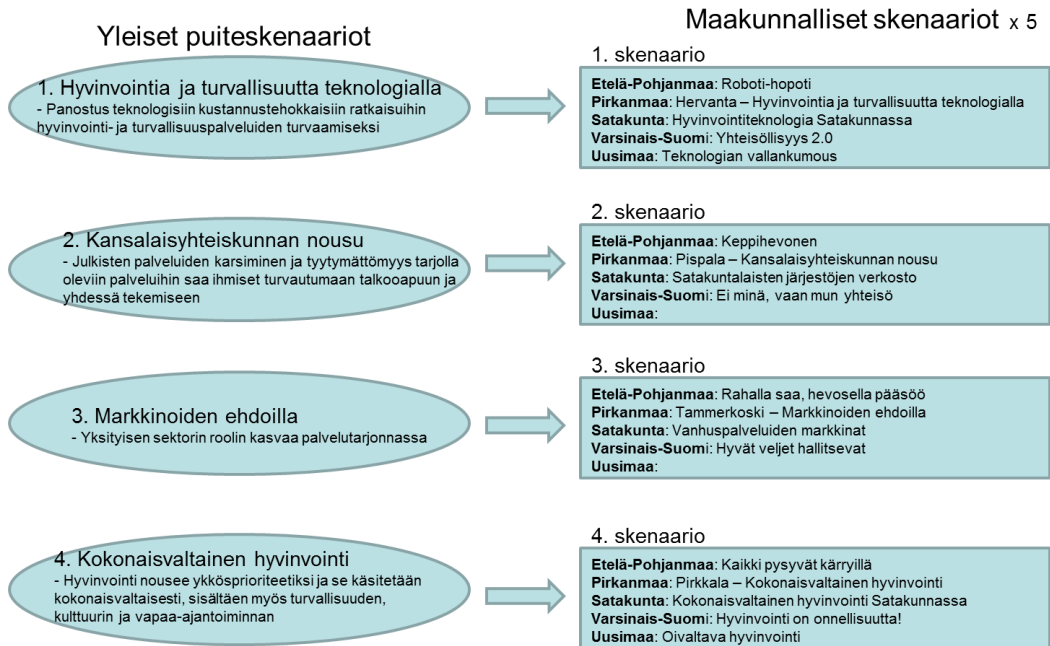 Yleiset puiteskenaariot
Maakunnalliset skenaariot x 5
1. Hyvinvointia ja turvallisuutta teknologialla
- Panostus teknologisiin kustannustehokkaisiin ratkaisuihin
hyvinvointi- ja turvallisuuspalveluiden turvaamiseksi
1. skenaario
Etelä-Pohjanmaa: Roboti-hopoti
Pirkanmaa: Hervanta – Hyvinvointia ja turvallisuutta teknologialla
Satakunta: Hyvinvointiteknologia Satakunnassa
Varsinais-Suomi: Yhteisöllisyys 2.0
Uusimaa: Teknologian vallankumous
2. Kansalaisyhteiskunnan nousu
- Julkisten palveluiden karsiminen ja tyytymättömyys tarjolla
oleviin palveluihin saa ihmiset turvautumaan talkooapuun ja
yhdessä tekemiseen
2. skenaario
Etelä-Pohjanmaa: Keppihevonen
Pirkanmaa: Pispala – Kansalaisyhteiskunnan nousu
Satakunta: Satakuntalaisten järjestöjen verkosto
Varsinais-Suomi: Ei minä, vaan mun yhteisö
Uusimaa:
3. Markkinoiden ehdoilla
- Yksityisen sektorin roolin kasvaa palvelutarjonnassa
3. skenaario
Etelä-Pohjanmaa: Rahalla saa, hevosella pääsöö
Pirkanmaa: Tammerkoski – Markkinoiden ehdoilla
Satakunta: Vanhuspalveluiden markkinat
Varsinais-Suomi: Hyvät veljet hallitsevat
Uusimaa:
4. Kokonaisvaltainen hyvinvointi
- Hyvinvointi nousee ykkösprioriteetiksi ja se käsitetään
kokonaisvaltaisesti, sisältäen myös turvallisuuden,
kulttuurin ja vapaa-ajantoiminnan
4. skenaario
Etelä-Pohjanmaa: Kaikki pysyvät kärryillä
Pirkanmaa: Pirkkala – Kokonaisvaltainen hyvinvointi
Satakunta: Kokonaisvaltainen hyvinvointi Satakunnassa
Varsinais-Suomi: Hyvinvointi on onnellisuutta!
Uusimaa: Oivaltava hyvinvointi